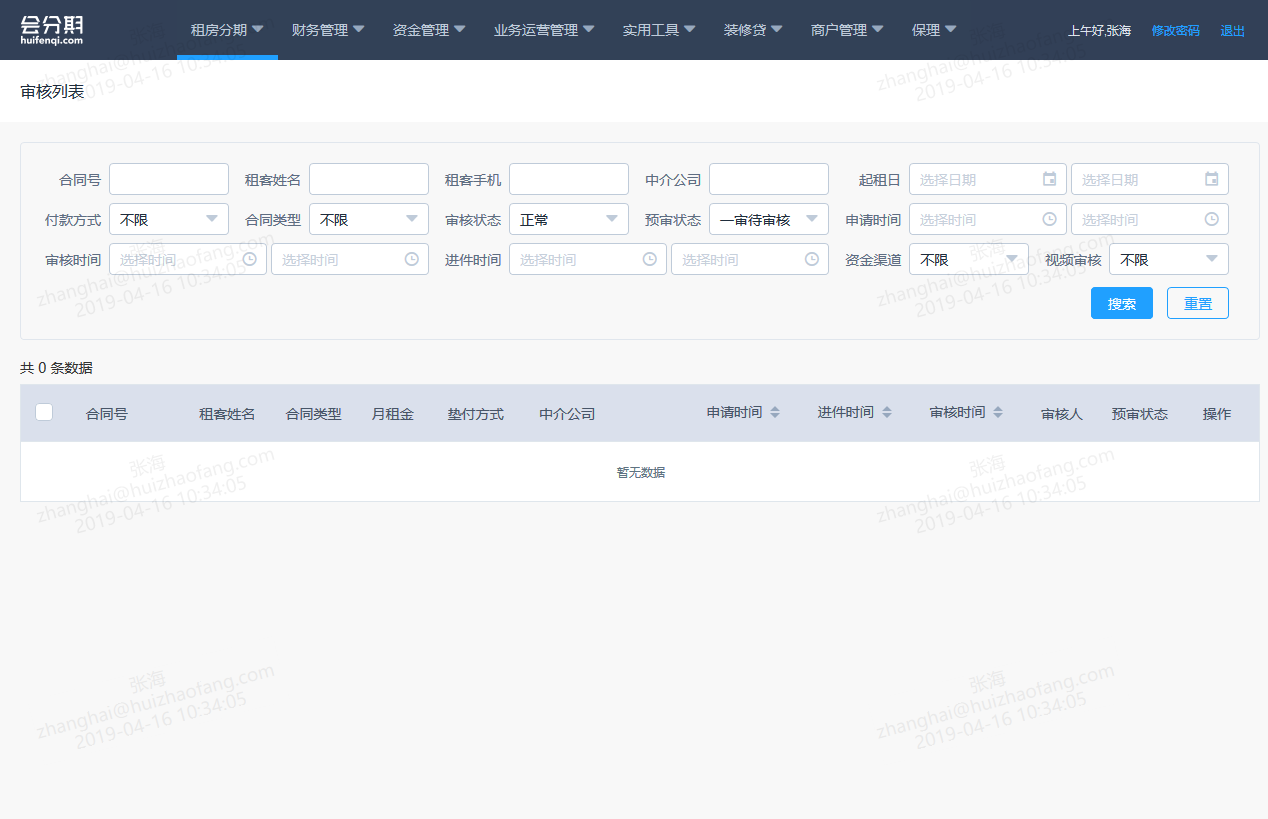 会分期
huifenqi.com
租房分期 财务管理 资金管理 业务运营管理 实用工具 装修贷 商户管理 保理 上午好,张海 修改密码 退出
审核列表
合同号 租客姓名 租客手机 中介公司 起租日 选择日期 选择日期
付款方式 不限 合同类型 不限 审核状态 正常 预审状态 一审待审核 申请时间 选择时间 选择时间
审核时间 选择时间 选择时间 进件时间 选择时间 选择时间 资金渠道 不限 视频审核 不限
搜索 重置
共 0 条数据
合同号 租客姓名 合同类型 月租金 垫付方式 中介公司 申请时间 进件时间 审核时间 审核人 预审状态 操作
暂无数据
zhanghai@huizhaofang.com
2019-04-16 10:34:05
zhanghai@huizhaofang.com
2019-04-16 10:34:05
张海
zhanghai@huizhaofang.com
2019-04-16 10:34:05
张海
zhanghai@huizhaofang.com
2019-04-16 10:34:05
张海
zhanghai@huizhaofang.com
2019-04-16 10:34:05
张海
zhanghai@huizhaofang.com
2019-04-16 10:34:05
张海
zhanghai@huizhaofang.com
2019-04-16 10:34:05
张海
zhanghai@huizhaofang.com
2019-04-16 10:34:05